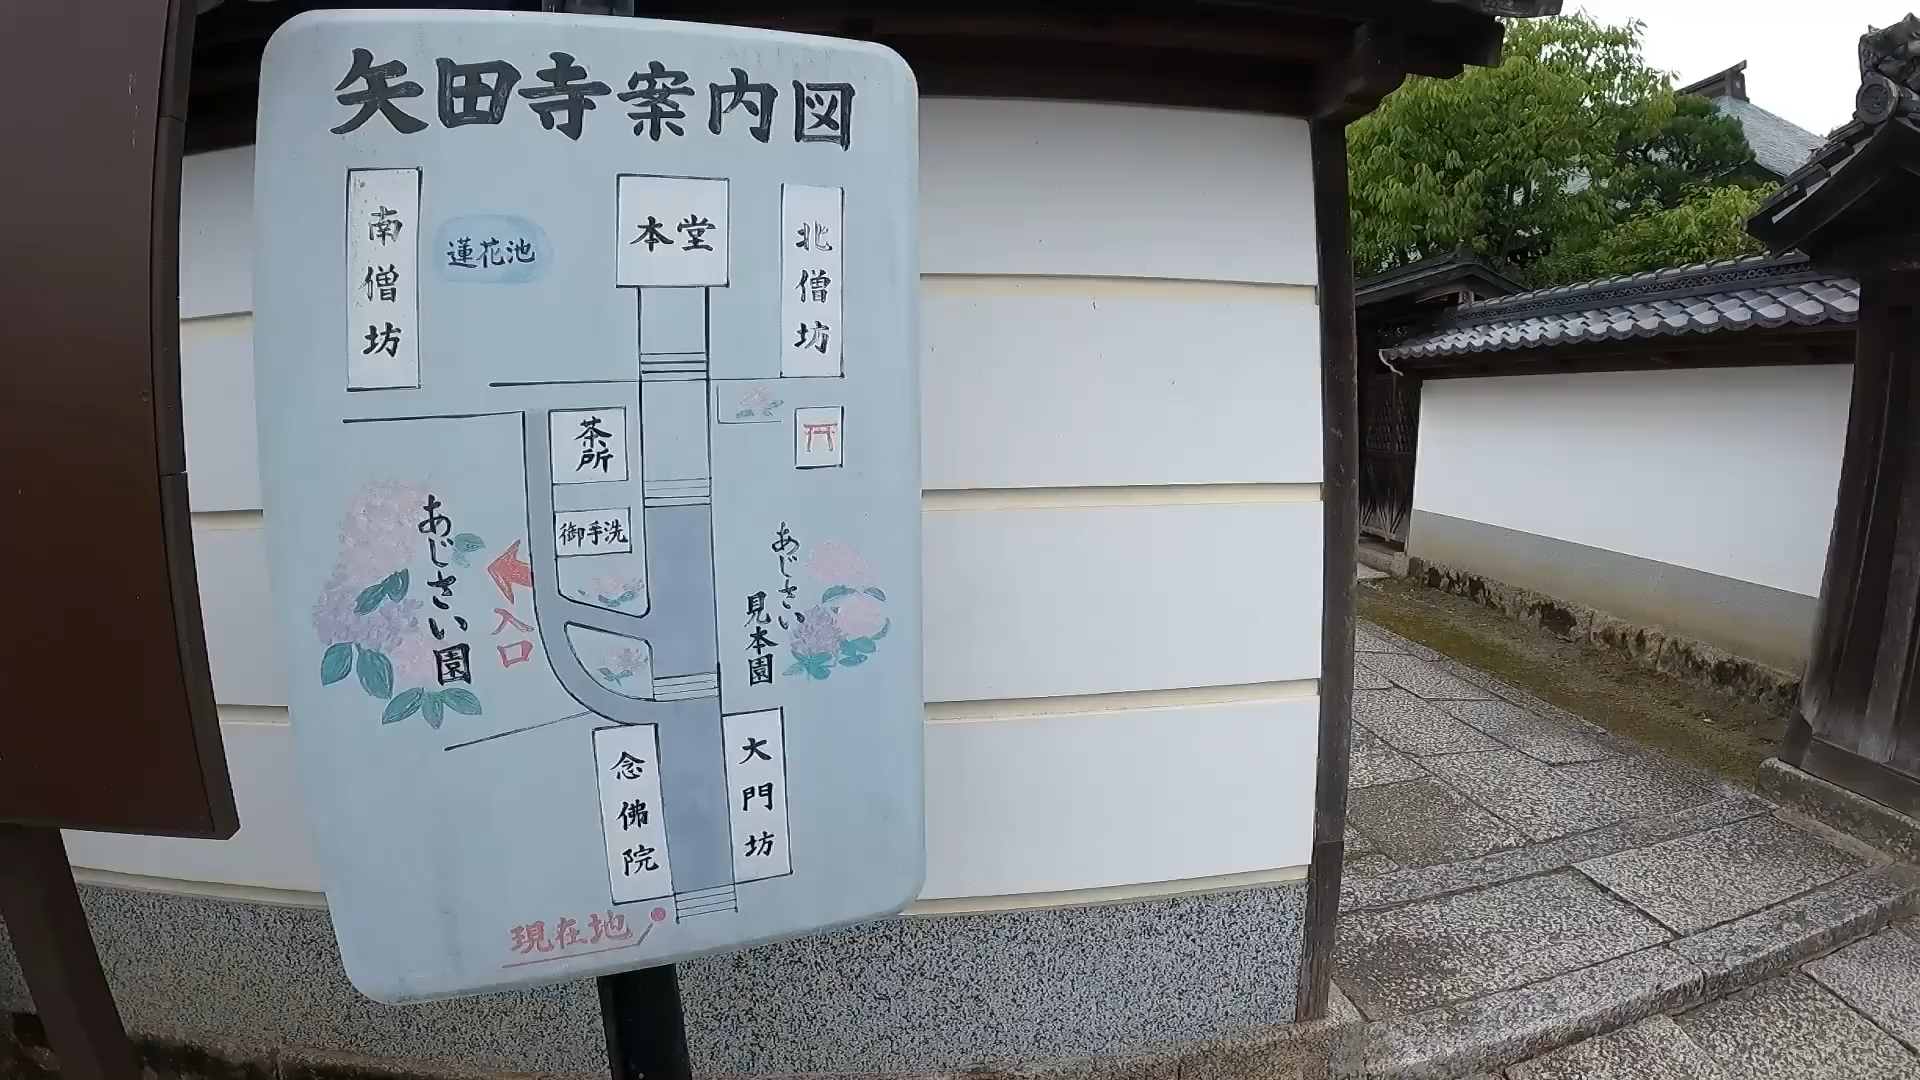 矢田寺案内図
南僧坊
蓮花池
本堂
北僧坊
茶所
御手洗
あじさい園
入口
あじさい
見本園
念佛院
大門坊
現在地